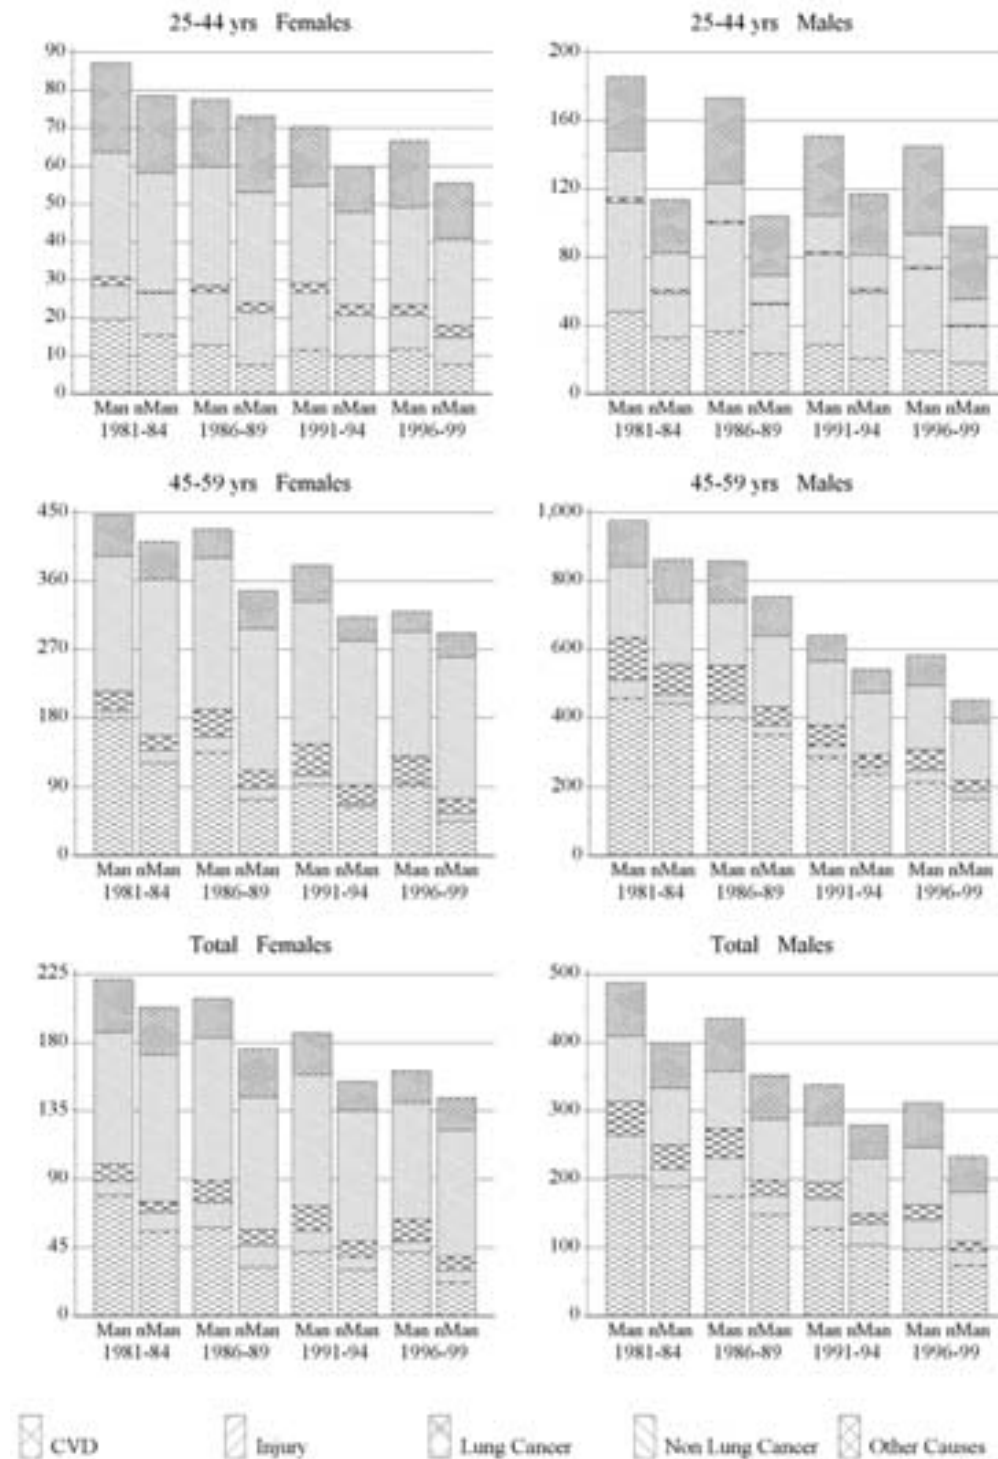 25-44 yrs Females
90
80
70
60
50
40
30
20
10
0
Man nMan Man nMan Man nMan Man nMan
1981-84 1986-89 1991-94 1996-99
25-44 yrs Males
200
160
120
80
40
0
Man nMan Man nMan Man nMan Man nMan
1981-84 1986-89 1991-94 1996-99
45-59 yrs Females
450
360
270
180
90
0
Man nMan Man nMan Man nMan Man nMan
1981-84 1986-89 1991-94 1996-99
45-59 yrs Males
1,000
800
600
400
200
0
Man nMan Man nMan Man nMan Man nMan
1981-84 1986-89 1991-94 1996-99
Total Females
225
180
135
90
45
0
Man nMan Man nMan Man nMan Man nMan
1981-84 1986-89 1991-94 1996-99
Total Males
500
400
300
200
100
0
Man nMan Man nMan Man nMan Man nMan
1981-84 1986-89 1991-94 1996-99
CVD Injury Lung Cancer Non Lung Cancer Other Causes